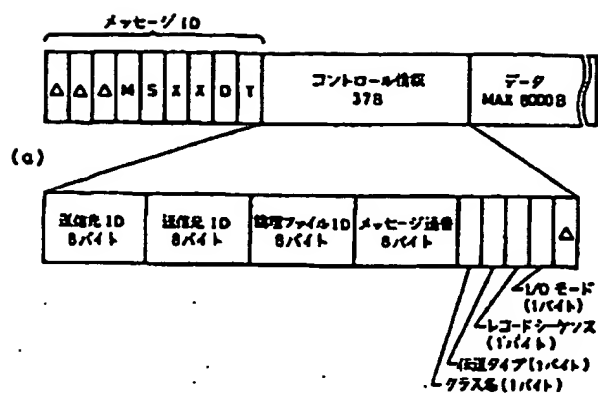 メッセージID
△ △ △ M S X X D T
コントロール情報
37B
データ
MAX 8000B
(a)
送信先ID
8バイト
送信元ID
8バイト
論理ファイルID
8バイト
メッセージ通番
8バイト
△
I/Oモード
(1バイト)
レコードシーケンス
(1バイト)
伝送タイプ(1バイト)
クラス名(1バイト)